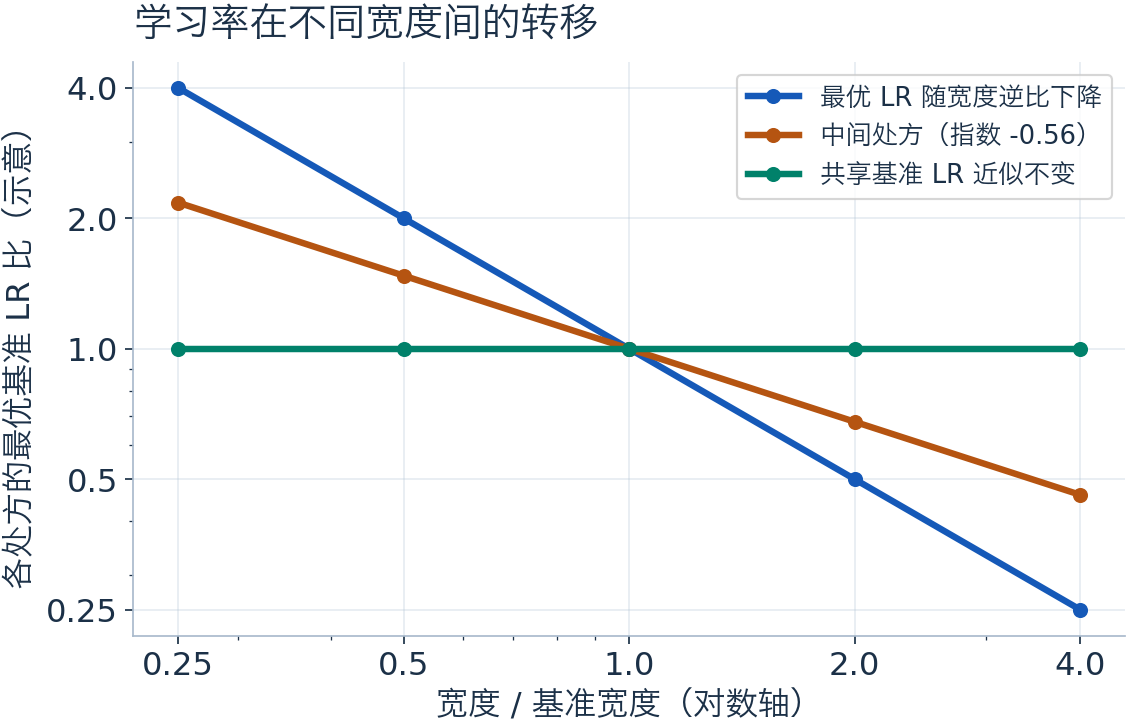 学习率在不同宽度间的转移
各处方的最优基准 LR 比（示意）
4.0
2.0
1.0
0.5
0.25
最优 LR 随宽度逆比下降
中间处方（指数 -0.56）
共享基准 LR 近似不变
0.25
0.5
1.0
2.0
4.0
宽度 / 基准宽度（对数轴）